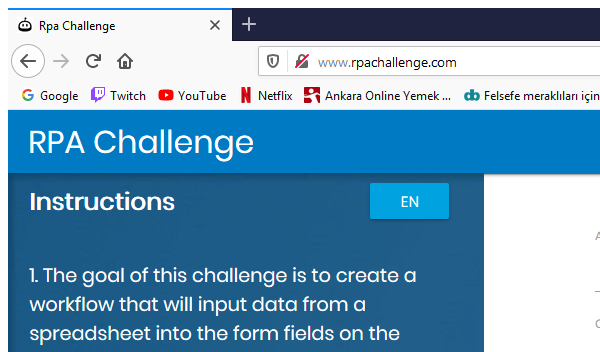 Rpa Challenge
www.rpachallenge.com
Google Twitch YouTube Netflix Ankara Online Yemek ... Felsefe meraklıları için
RPA Challenge
Instructions
EN
1. The goal of this challenge is to create a
workflow that will input data from a
spreadsheet into the form fields on the